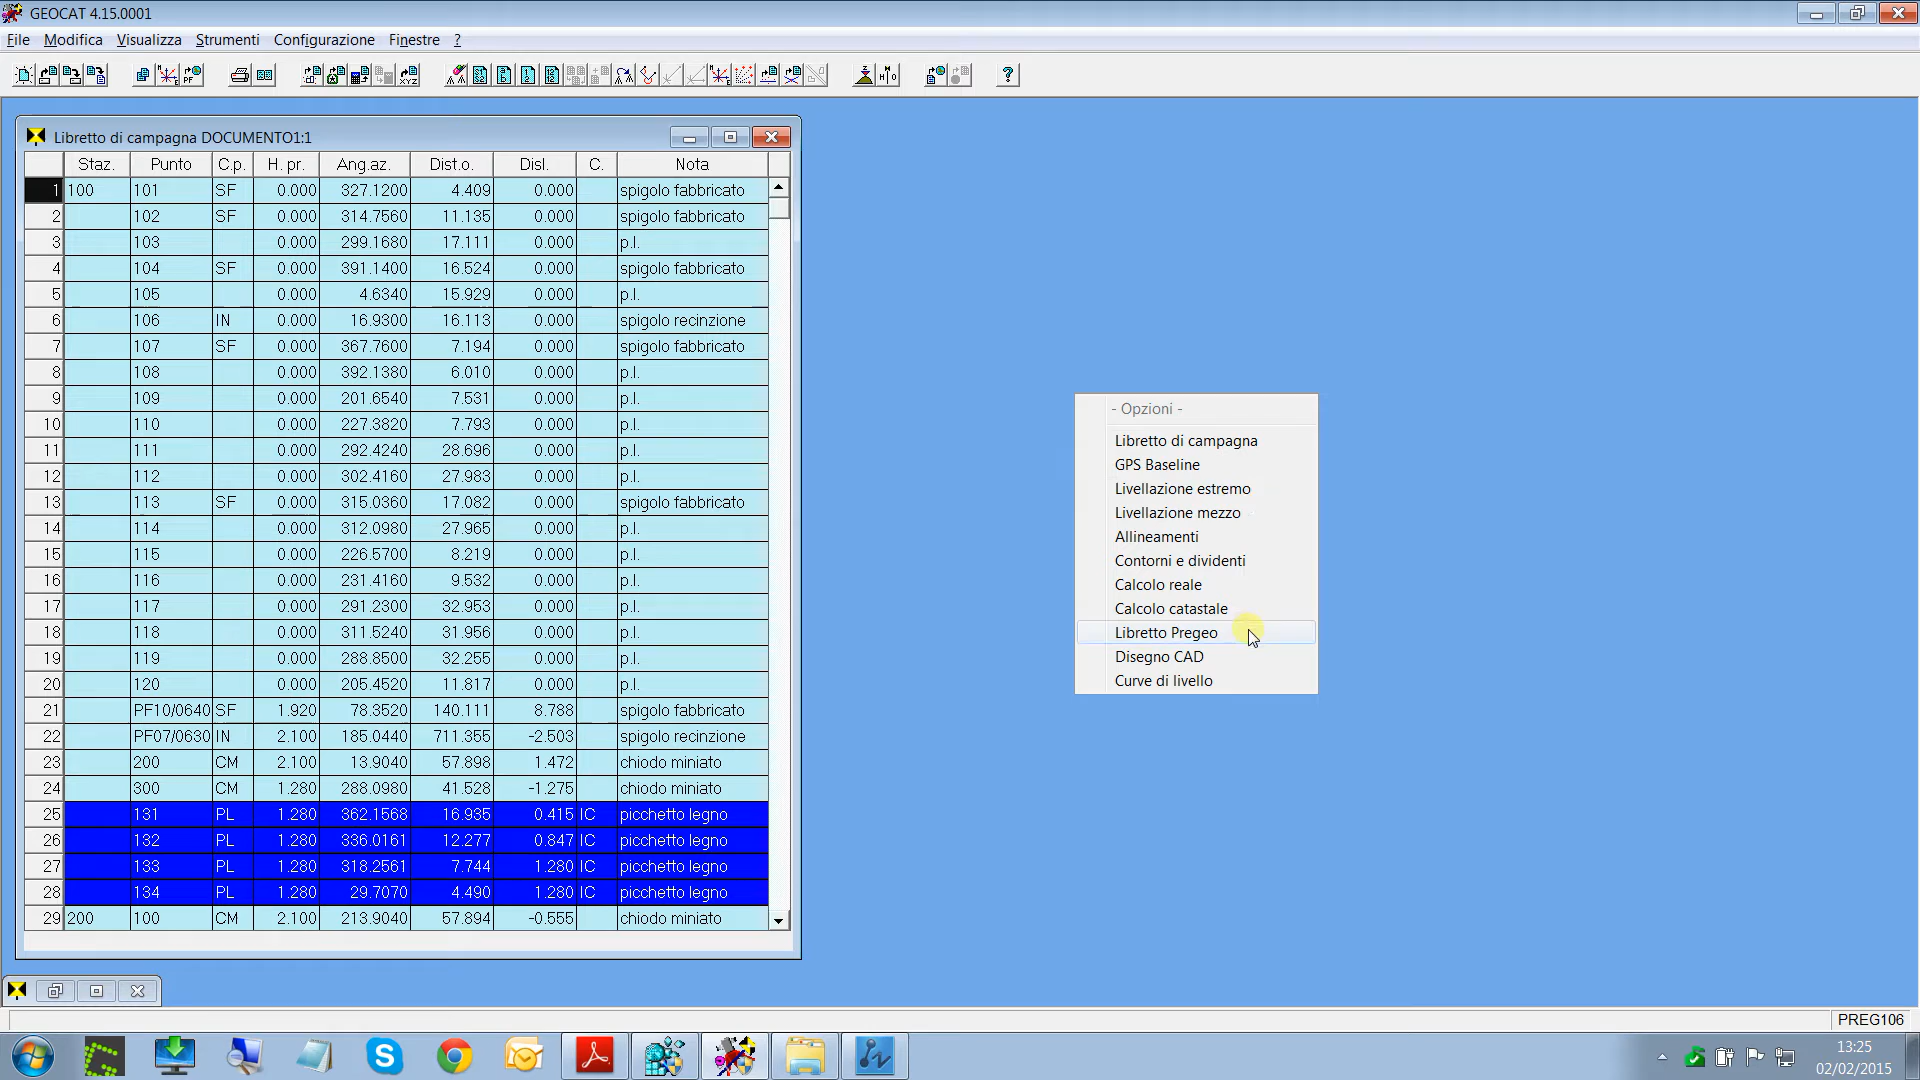 GEOCAT 4.15.0001
File Modifica Visualizza Strumenti Configurazione Finestre ?
Libretto di campagna DOCUMENTO1:1
Staz. Punto C.p. H. pr. Ang.az. Dist.o. Disl. C. Nota
1 100 101 SF 0.000 327.1200 4.409 0.000 spigolo fabbricato
2 102 SF 0.000 314.7560 11.135 0.000 spigolo fabbricato
3 103 0.000 299.1680 17.111 0.000 p.l.
4 104 SF 0.000 391.1400 16.524 0.000 spigolo fabbricato
5 105 0.000 4.6340 15.929 0.000 p.l.
6 106 IN 0.000 16.9300 16.113 0.000 spigolo recinzione
7 107 SF 0.000 367.7600 7.194 0.000 spigolo fabbricato
8 108 0.000 392.1380 6.010 0.000 p.l.
9 109 0.000 201.6540 7.531 0.000 p.l.
10 110 0.000 227.3820 7.793 0.000 p.l.
11 111 0.000 292.4240 28.696 0.000 p.l.
12 112 0.000 302.4160 27.983 0.000 p.l.
13 113 SF 0.000 315.0360 17.082 0.000 spigolo fabbricato
14 114 0.000 312.0980 27.965 0.000 p.l.
15 115 0.000 226.5700 8.219 0.000 p.l.
16 116 0.000 231.4160 9.532 0.000 p.l.
17 117 0.000 291.2300 32.953 0.000 p.l.
18 118 0.000 311.5240 31.956 0.000 p.l.
19 119 0.000 288.8500 32.255 0.000 p.l.
20 120 0.000 205.4520 11.817 0.000 p.l.
21 PF10/0640 SF 1.920 78.3520 140.111 8.788 spigolo fabbricato
22 PF07/0630 IN 2.100 185.0440 711.355 -2.503 spigolo recinzione
23 200 CM 2.100 13.9040 57.898 1.472 chiodo miniato
24 300 CM 1.280 288.0980 41.528 -1.275 chiodo miniato
25 131 PL 1.280 362.1568 16.935 0.415 IC picchetto legno
26 132 PL 1.280 336.0161 12.277 0.847 IC picchetto legno
27 133 PL 1.280 318.2561 7.744 1.280 IC picchetto legno
28 134 PL 1.280 29.7070 4.490 1.280 IC picchetto legno
29 200 100 CM 2.100 213.9040 57.894 -0.555 chiodo miniato
- Opzioni -
Libretto di campagna
GPS Baseline
Livellazione estremo
Livellazione mezzo
Allineamenti
Contorni e dividenti
Calcolo reale
Calcolo catastale
Libretto Pregeo
Disegno CAD
Curve di livello
PREG106
13:25
02/02/2015